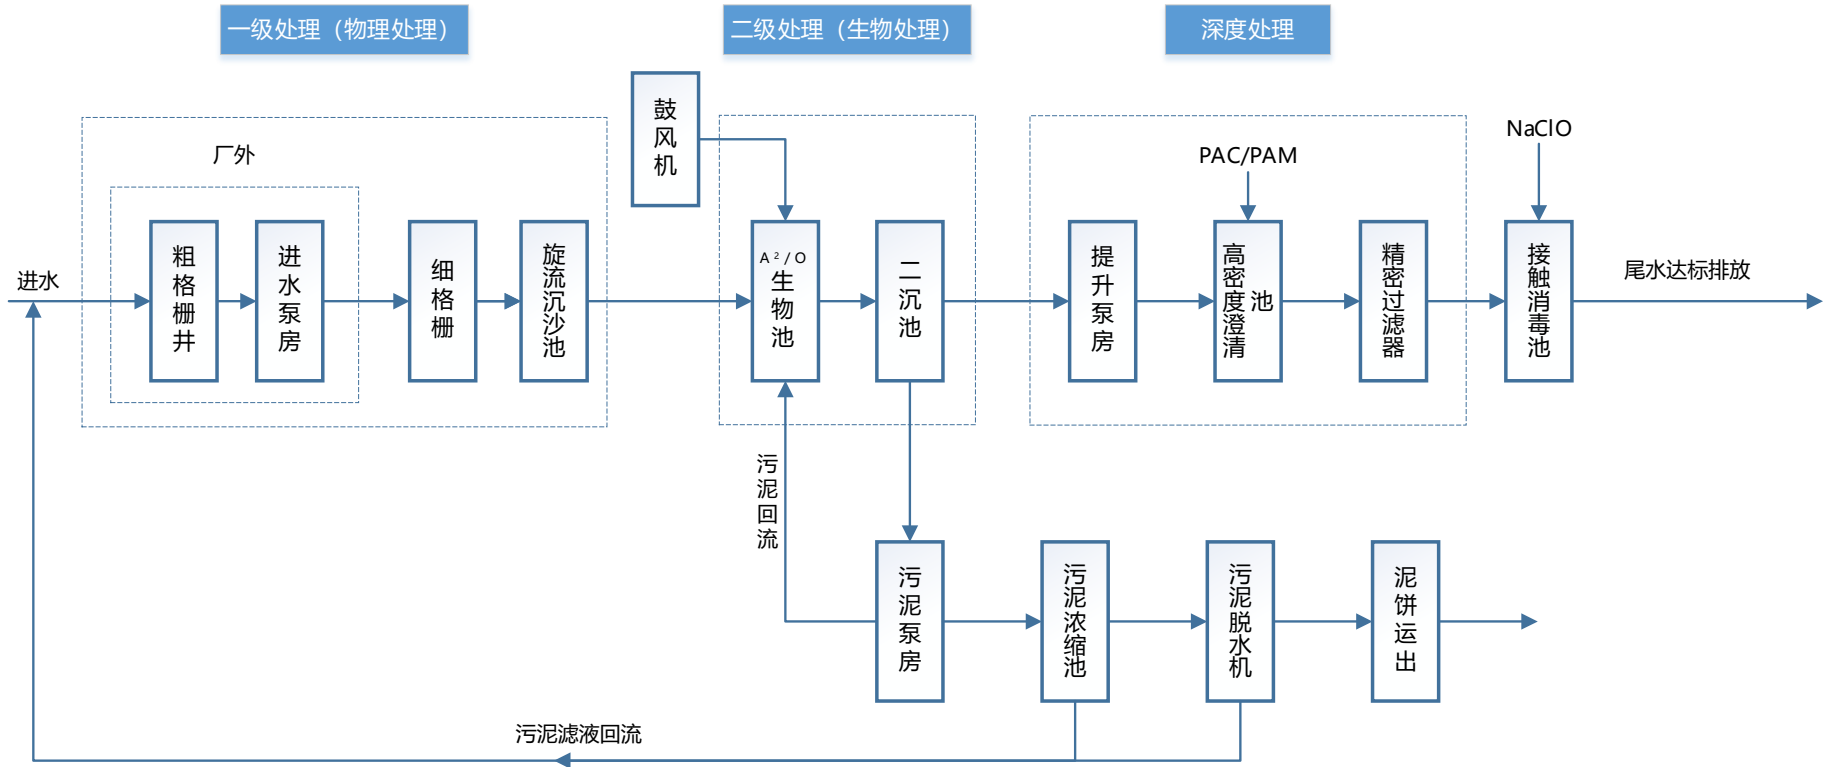 一级处理（物理处理）
二级处理（生物处理）
深度处理
鼓风机
厂外
PAC/PAM
NaClO
进水
粗格栅井
进水泵房
细格栅
旋流沉沙池
A²/O生物池
二沉池
提升泵房
高密度澄清池
精密过滤器
接触消毒池
尾水达标排放
污泥回流
污泥泵房
污泥浓缩池
污泥脱水机
泥饼运出
污泥滤液回流